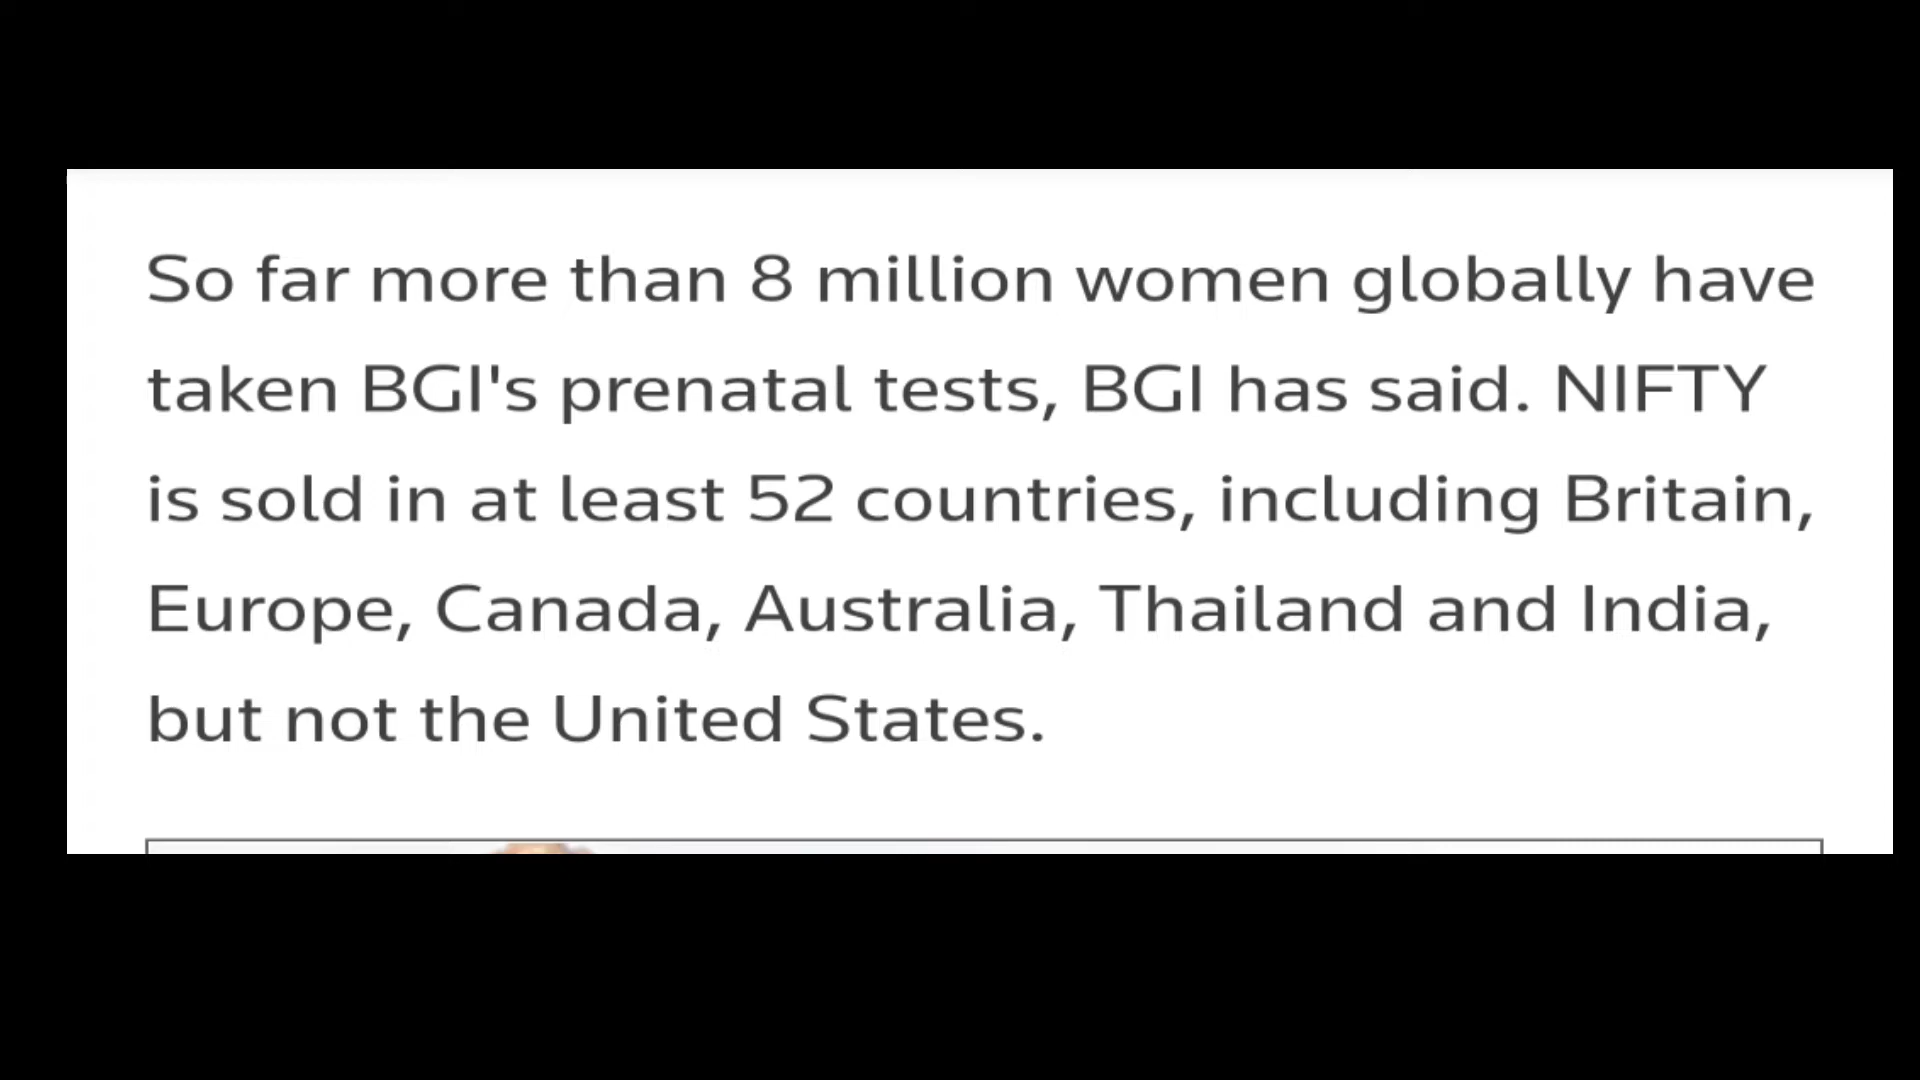 So far more than 8 million women globally have
taken BGI's prenatal tests, BGI has said. NIFTY
is sold in at least 52 countries, including Britain,
Europe, Canada, Australia, Thailand and India,
but not the United States.